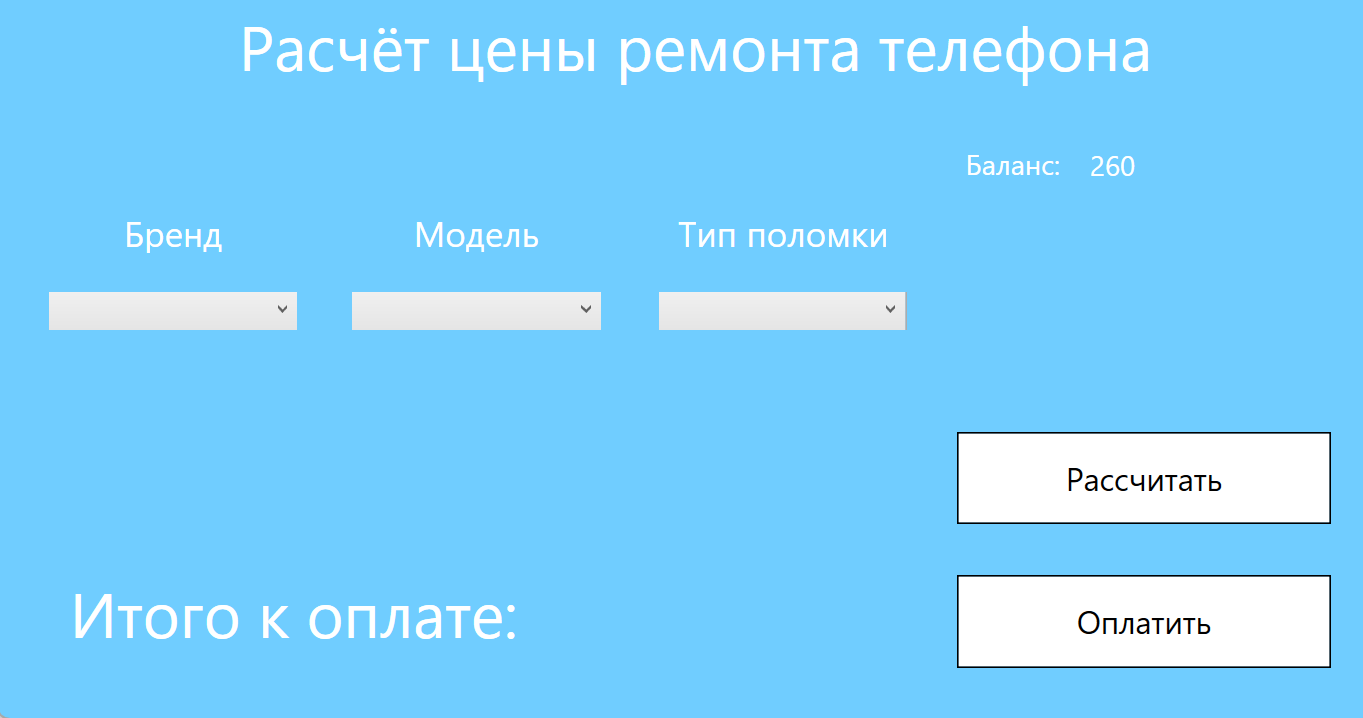 Расчёт цены ремонта телефона
Баланс: 260
Бренд Модель Тип поломки
Рассчитать
Итого к оплате:
Оплатить